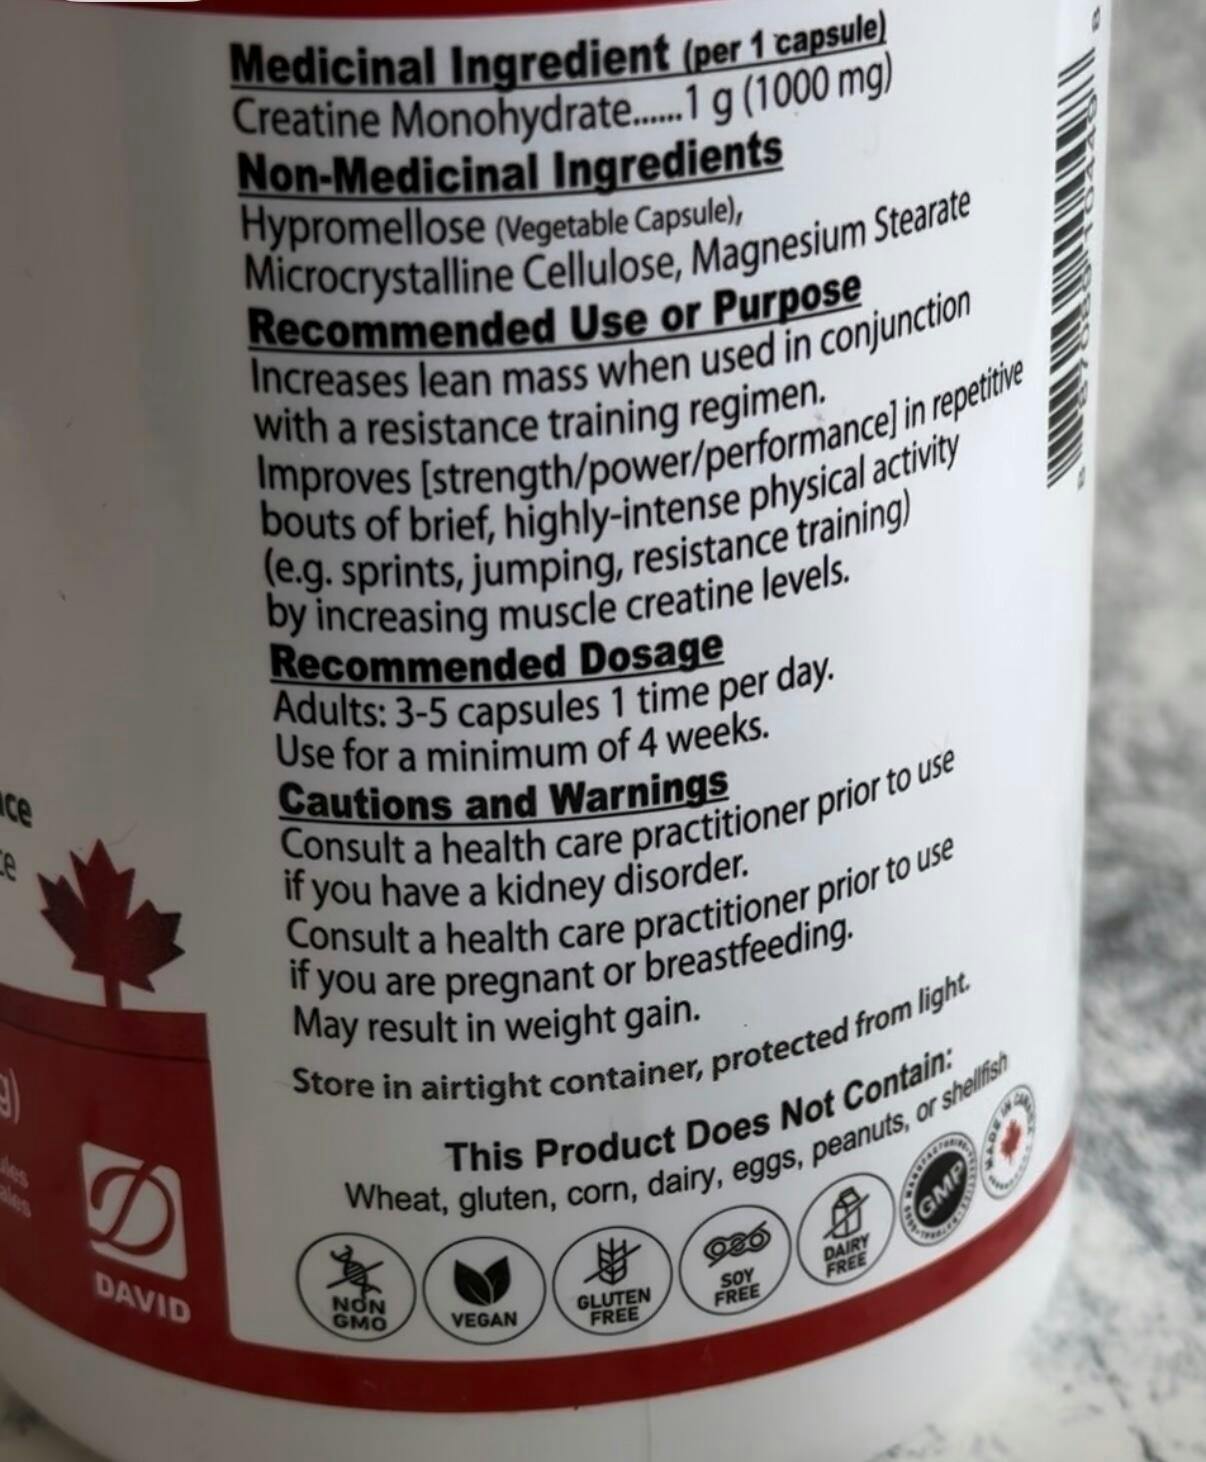 Medicinal Ingredient (per 1 capsule)
Creatine Monohydrate......1 g (1000 mg)
Non-Medicinal Ingredients
Hypromellose (Vegetable Capsule),
Microcrystalline Cellulose, Magnesium Stearate
Recommended Use or Purpose
Increases lean mass when used in conjunction
with a resistance training regimen.
Improves [strength/power/performance] in repetitive
bouts of brief, highly-intense physical activity
(e.g. sprints, jumping, resistance training)
by increasing muscle creatine levels.
Recommended Dosage
Adults: 3-5 capsules 1 time per day.
Use for a minimum of 4 weeks.
Cautions and Warnings
Consult a health care practitioner prior to use
if you have a kidney disorder.
Consult a health care practitioner prior to use
if you are pregnant or breastfeeding.
May result in weight gain.
Store in airtight container, protected from light.
This Product Does Not Contain:
Wheat, gluten, corn, dairy, eggs, peanuts, or shellfish
NON
GMO
VEGAN
GLUTEN
FREE
SOY
FREE
DAIRY
FREE
GMP
MADE IN CANADA
DAVID